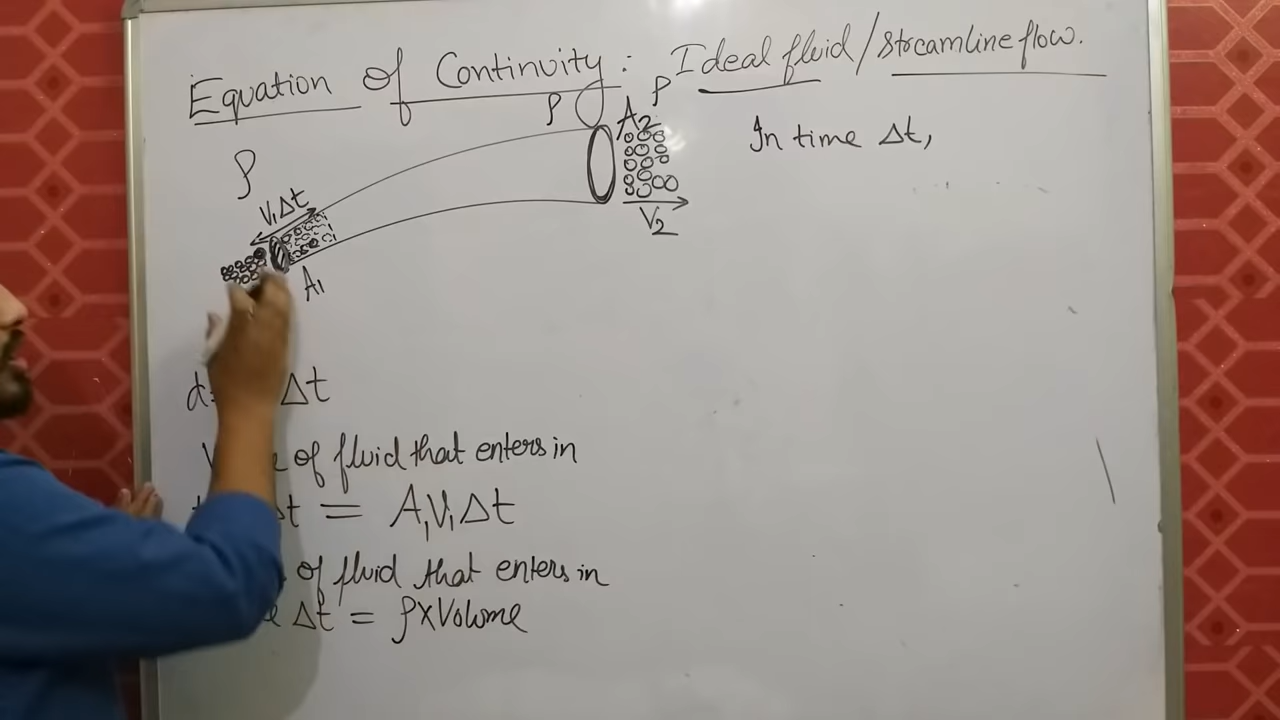 Equation of Continuity : Ideal fluid / streamline flow.
ρ
ρ
A₂
In time Δt,
ρ
V₁Δt
V₂
A₁
Δt
of fluid that enters in
= A₁V₁Δt
of fluid that enters in
Δt = ρ×Volume